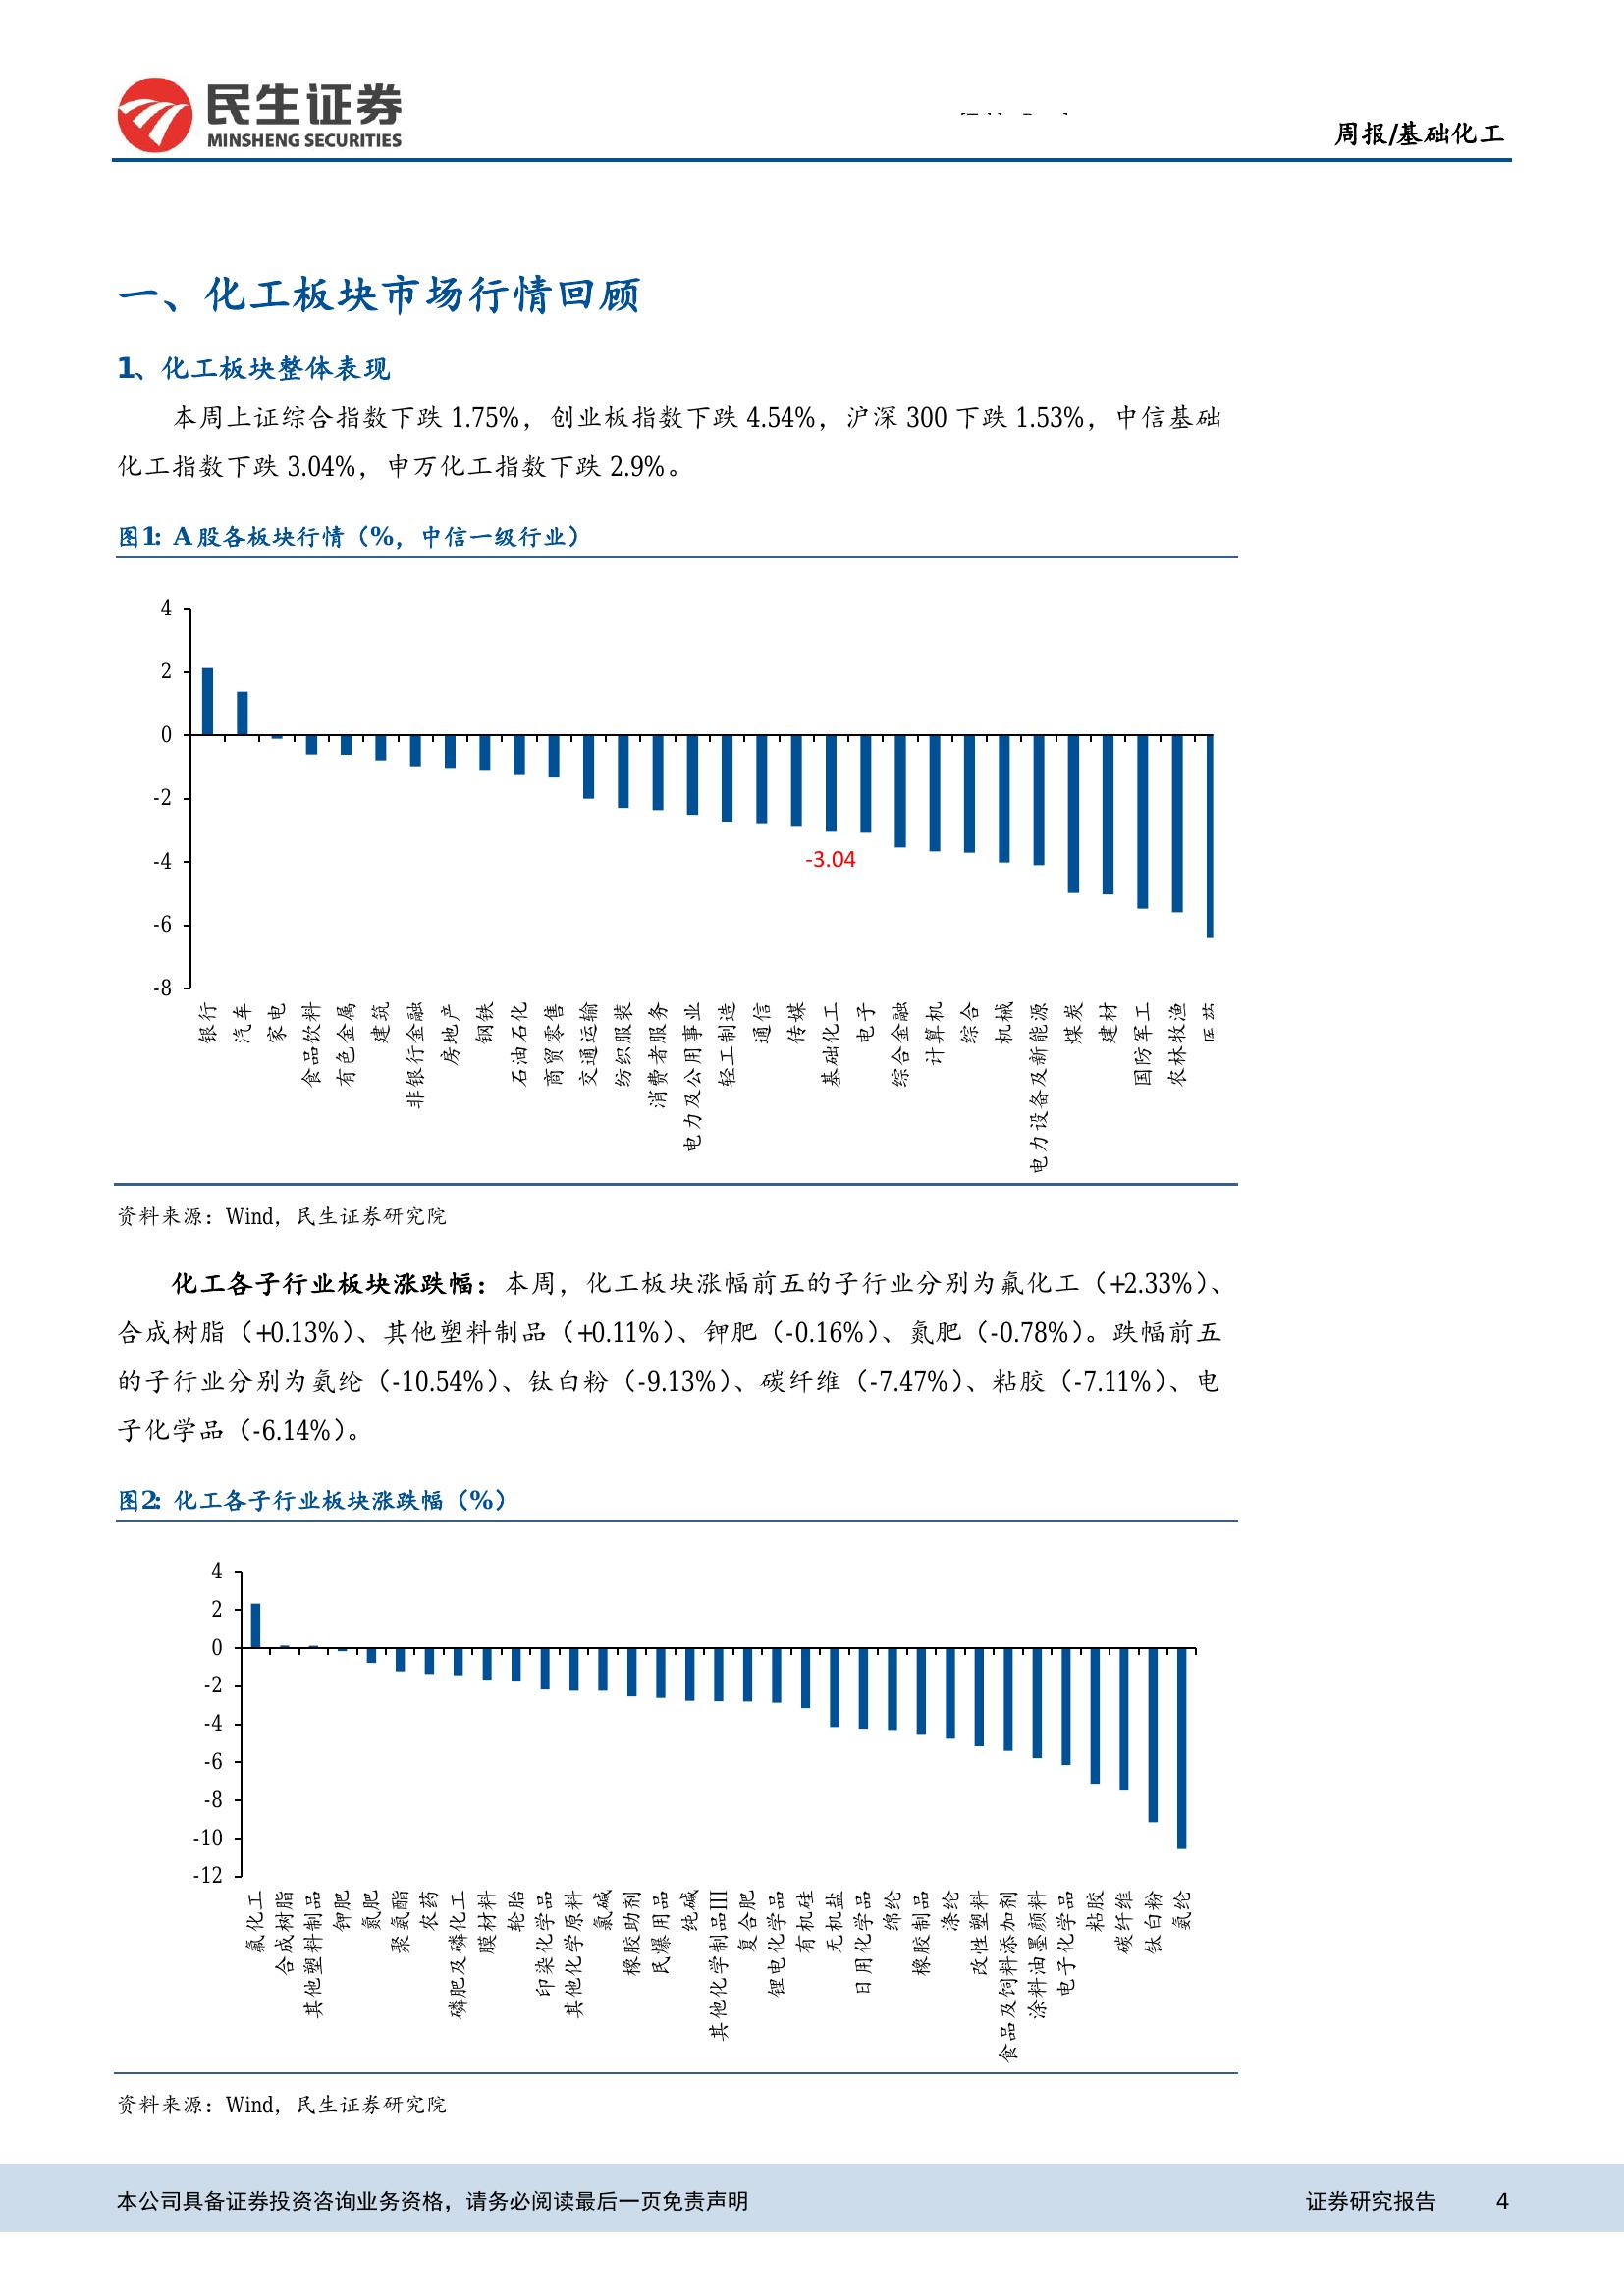 民生证券
MINSHENG SECURITIES
周报/基础化工
一、化工板块市场行情回顾
1、化工板块整体表现
本周上证综合指数下跌 1.75%，创业板指数下跌 4.54%，沪深 300 下跌 1.53%，中信基础
化工指数下跌 3.04%，申万化工指数下跌 2.9%。
图1: A 股各板块行情（%，中信一级行业）
4
2
0
-2
-4
-6
-8
-3.04
银行
汽车
家电
食品饮料
有色金属
建筑
非银行金融
房地产
钢铁
石油石化
商贸零售
交通运输
纺织服装
消费者服务
电力及公用事业
轻工制造
通信
传媒
基础化工
电子
综合金融
计算机
综合
机械
电力设备及新能源
煤炭
建材
国防军工
农林牧渔
资料来源：Wind，民生证券研究院
化工各子行业板块涨跌幅：本周，化工板块涨幅前五的子行业分别为氟化工（+2.33%）、
合成树脂（+0.13%）、其他塑料制品（+0.11%）、钾肥（-0.16%）、氮肥（-0.78%）。跌幅前五
的子行业分别为氨纶（-10.54%）、钛白粉（-9.13%）、碳纤维（-7.47%）、粘胶（-7.11%）、电
子化学品（-6.14%）。
图2: 化工各子行业板块涨跌幅（%）
4
2
0
-2
-4
-6
-8
-10
-12
氟化工
合成树脂
其他塑料制品
钾肥
氮肥
聚氨酯
农药
磷肥及磷化工
膜材料
轮胎
印染化学品
其他化学原料
氯碱
橡胶助剂
民爆用品
纯碱
其他化学制品III
复合肥
锂电化学品
有机硅
无机盐
日用化学品
绵纶
橡胶制品
涤纶
改性塑料
食品及饲料添加剂
涂料油墨颜料
电子化学品
粘胶
碳纤维
钛白粉
氨纶
资料来源：Wind，民生证券研究院
本公司具备证券投资咨询业务资格，请务必阅读最后一页免责声明
证券研究报告 4